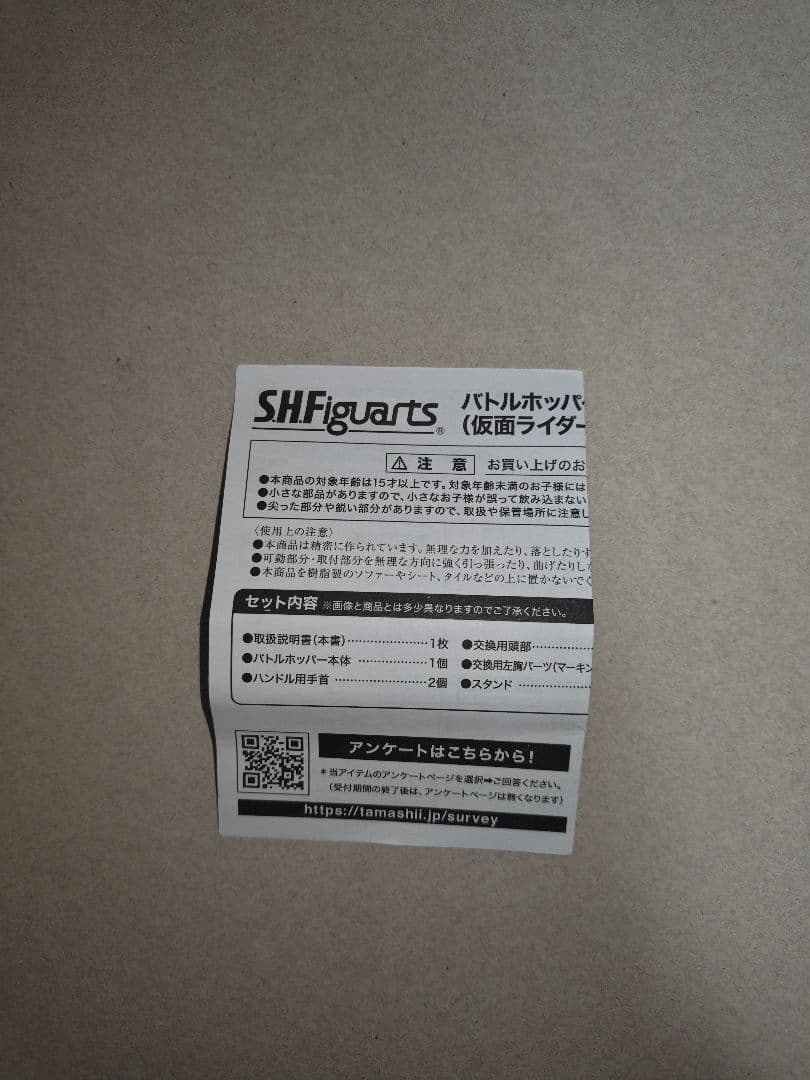 S.H.Figuarts®
バトルホッパー
(仮面ライダー
⚠ 注意 お買い上げのお
●本商品の対象年齢は15才以上です。対象年齢未満のお子様には
●小さな部品がありますので、小さなお子様が誤って飲み込まない
●尖った部分や鋭い部分がありますので、取扱や保管場所に注意し
〈使用上の注意〉
●本商品は精密に作られています。無理な力を加えたり、落としたりす
●可動部分・取付部分を無理な方向に強く引っ張ったり、曲げたりし
●本商品を樹脂製のソファーやシート、タイルなどの上に置かないで
セット内容 ※画像と商品とは多少異なりますのでご了承ください。
●取扱説明書(本書)…………………1枚
●バトルホッパー本体 ………………1個
●ハンドル用手首 ……………………2個
●交換用頭部……………
●交換用左胸パーツ(マーキン
●スタンド ………………
アンケートはこちらから!
*当アイテムのアンケートページを選択➡ご回答ください。
(受付期間の終了後は、アンケートページは無くなります)
https://tamashii.jp/survey